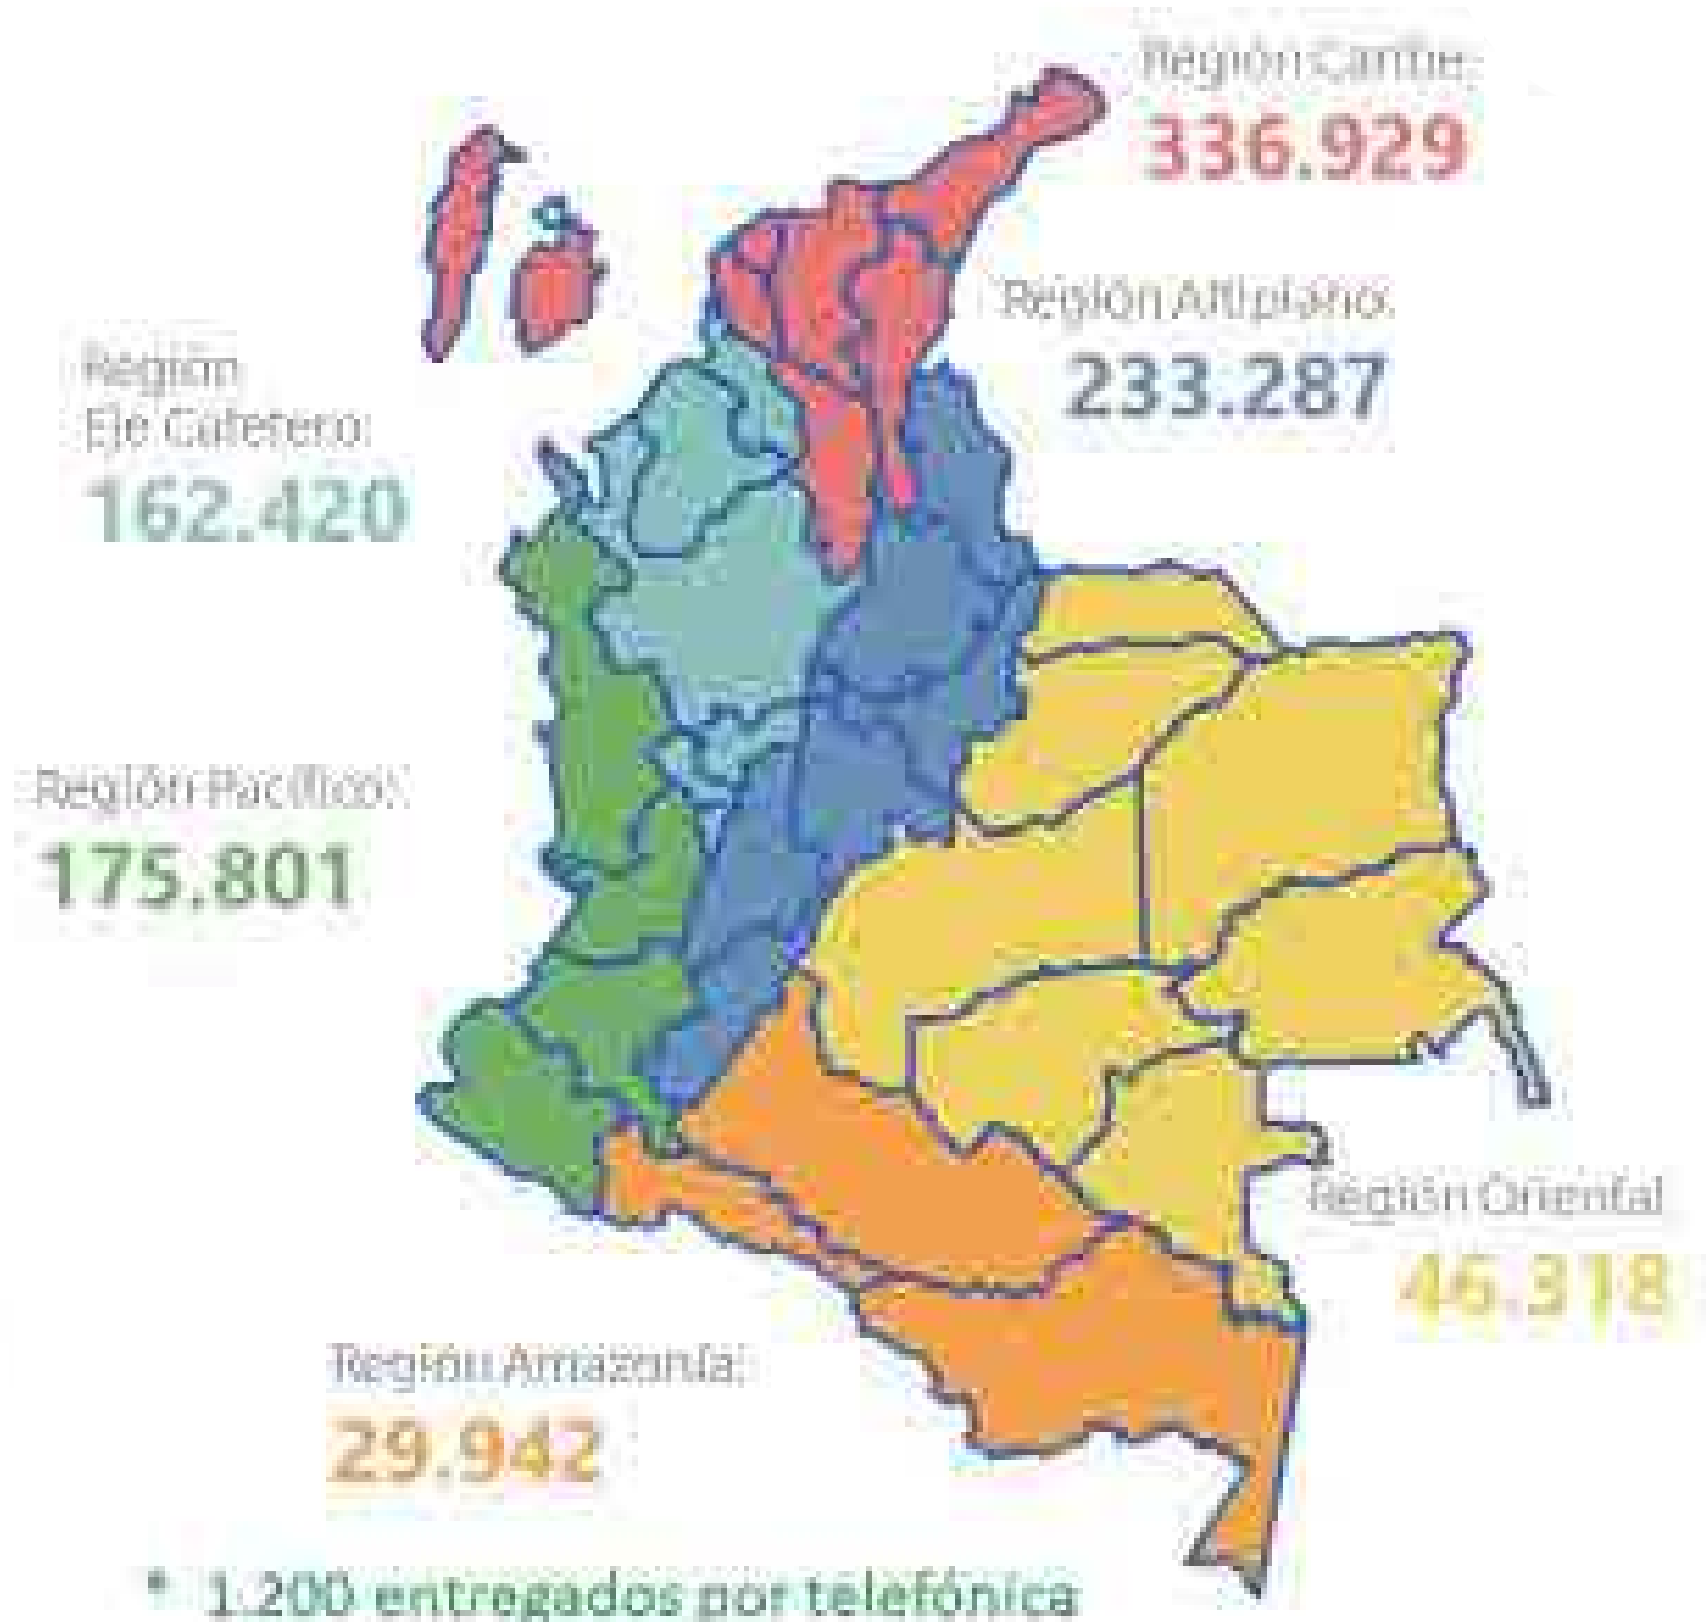 Región Caribe:
336.929
Región Altiplano:
233.287
Región
Eje Cafetero:
162.420
Región Pacífico:
175.801
Región Oriental
46.318
Región Amazonía:
29.942
* 1.200 entregados por telefónica